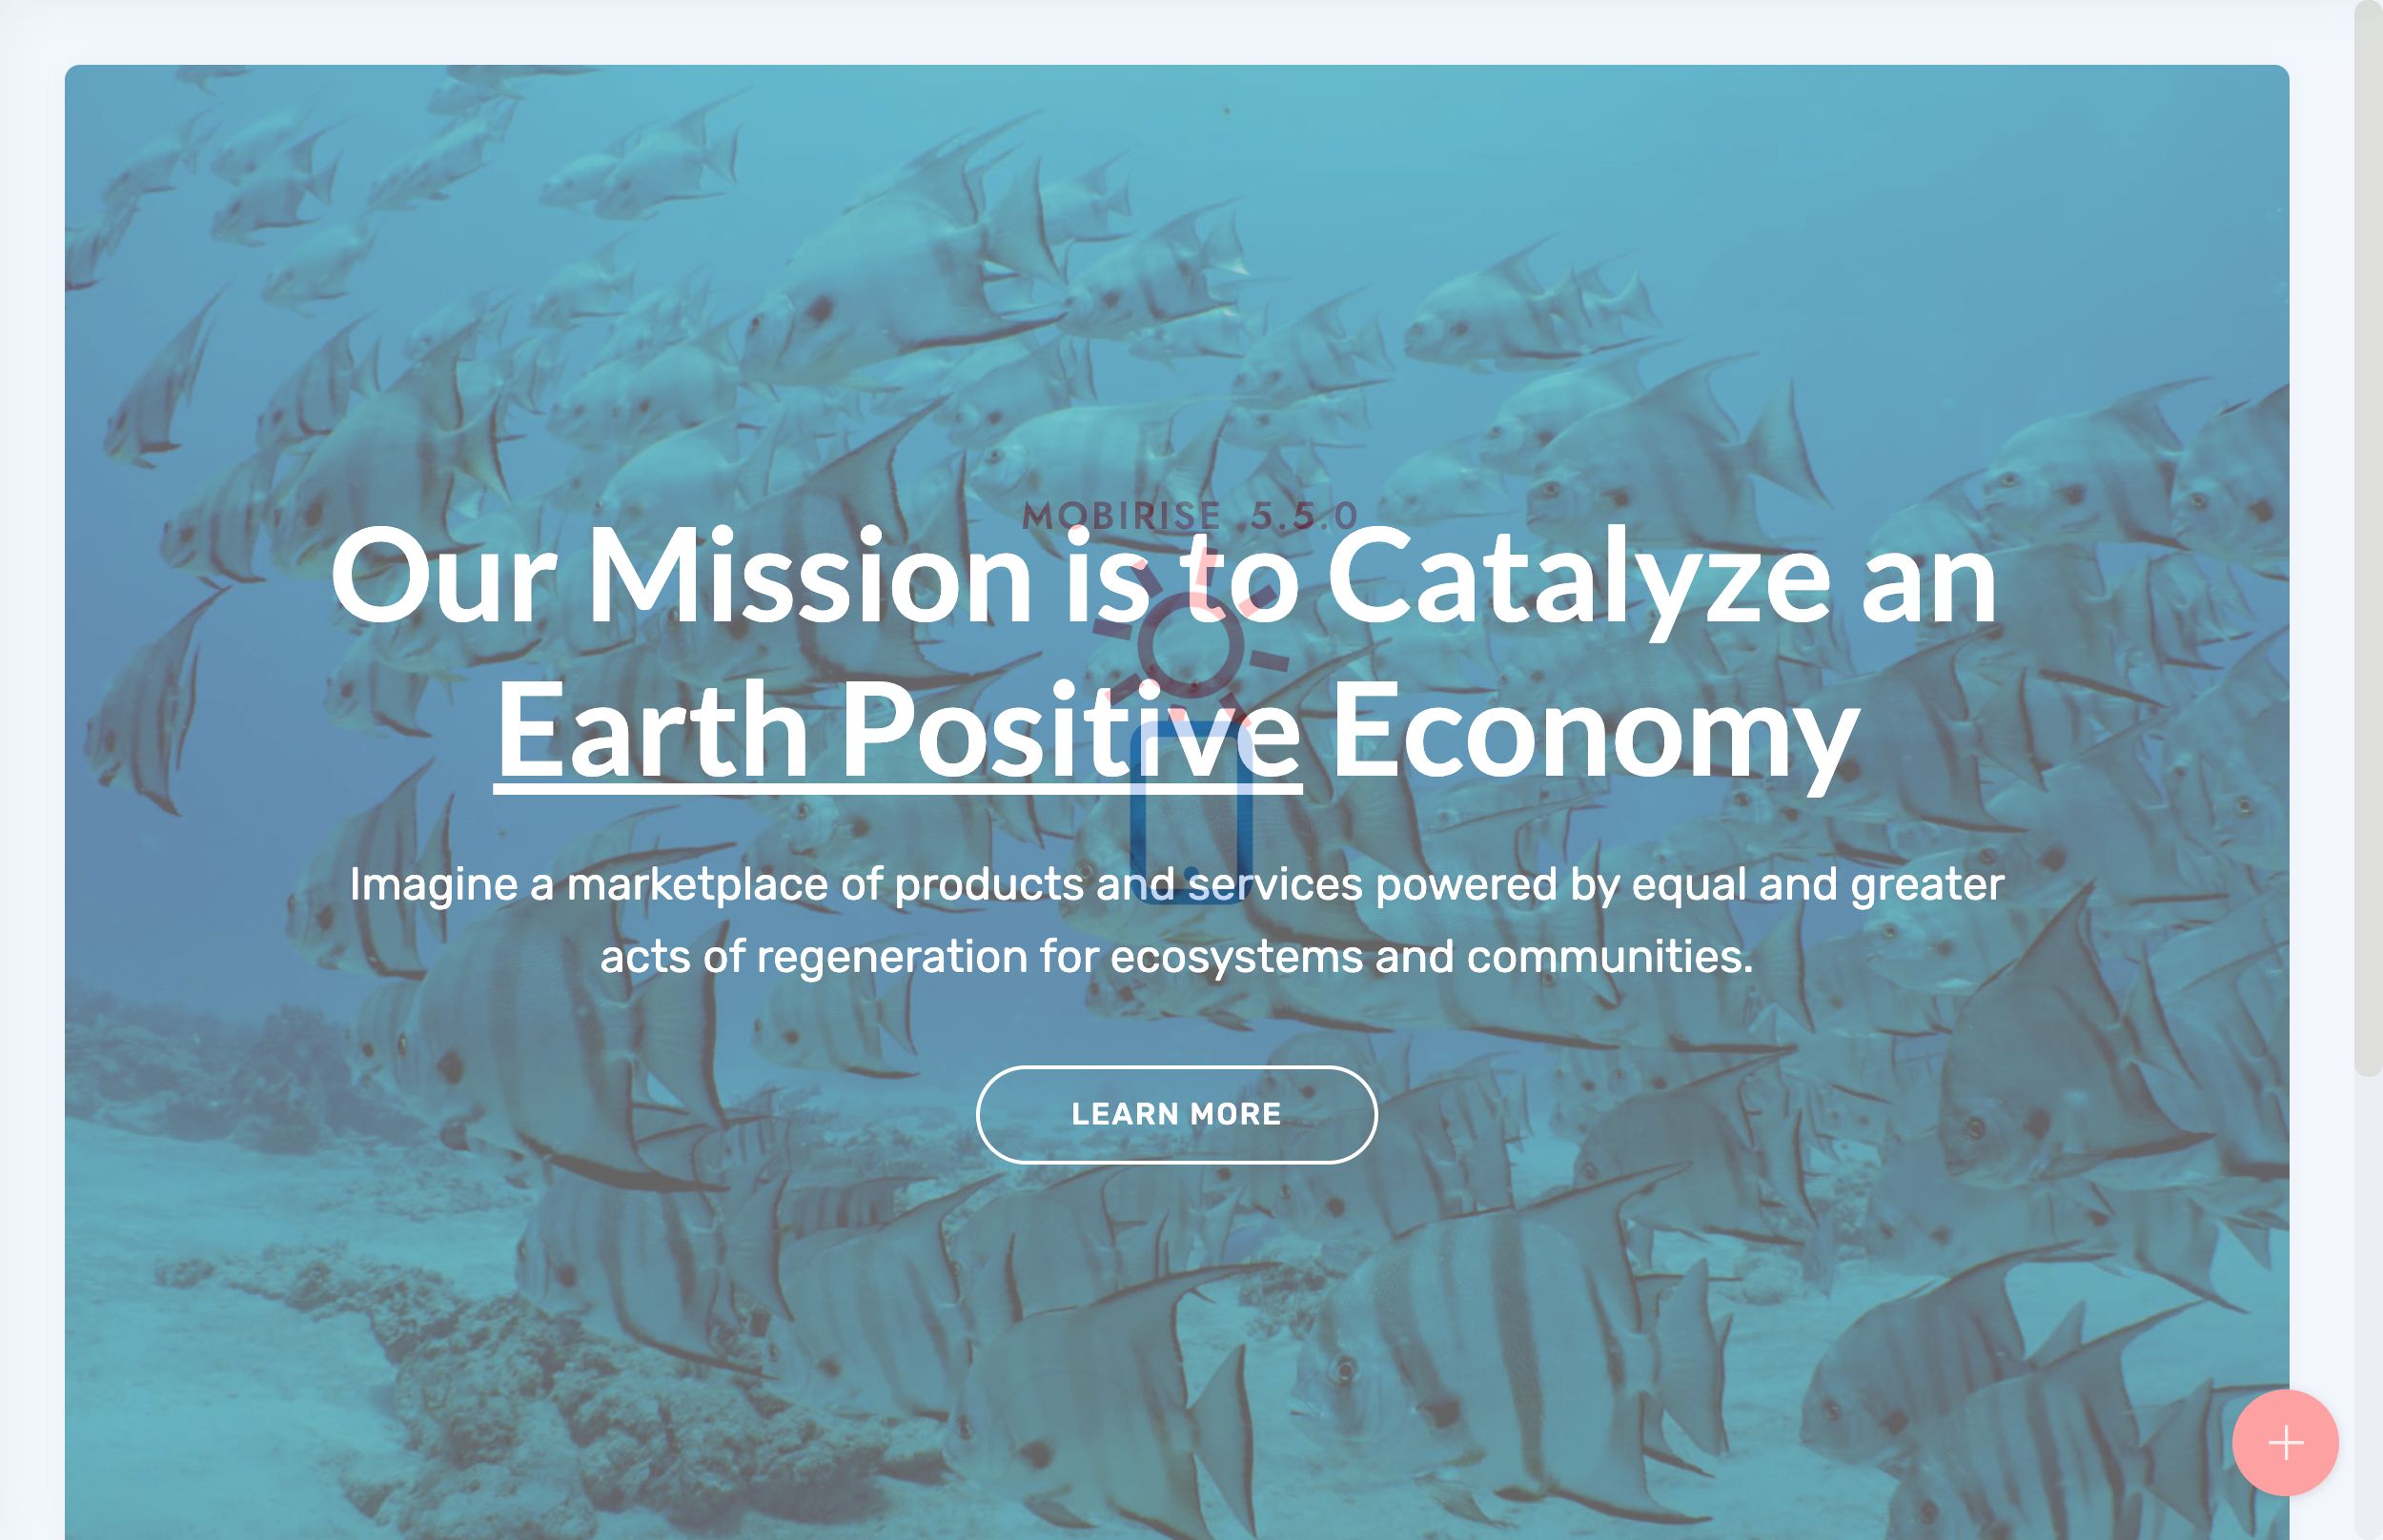 MOBIRISE 5.5.0
Our Mission is to Catalyze an
Earth Positive Economy
Imagine a marketplace of products and services powered by equal and greater
acts of regeneration for ecosystems and communities.
LEARN MORE